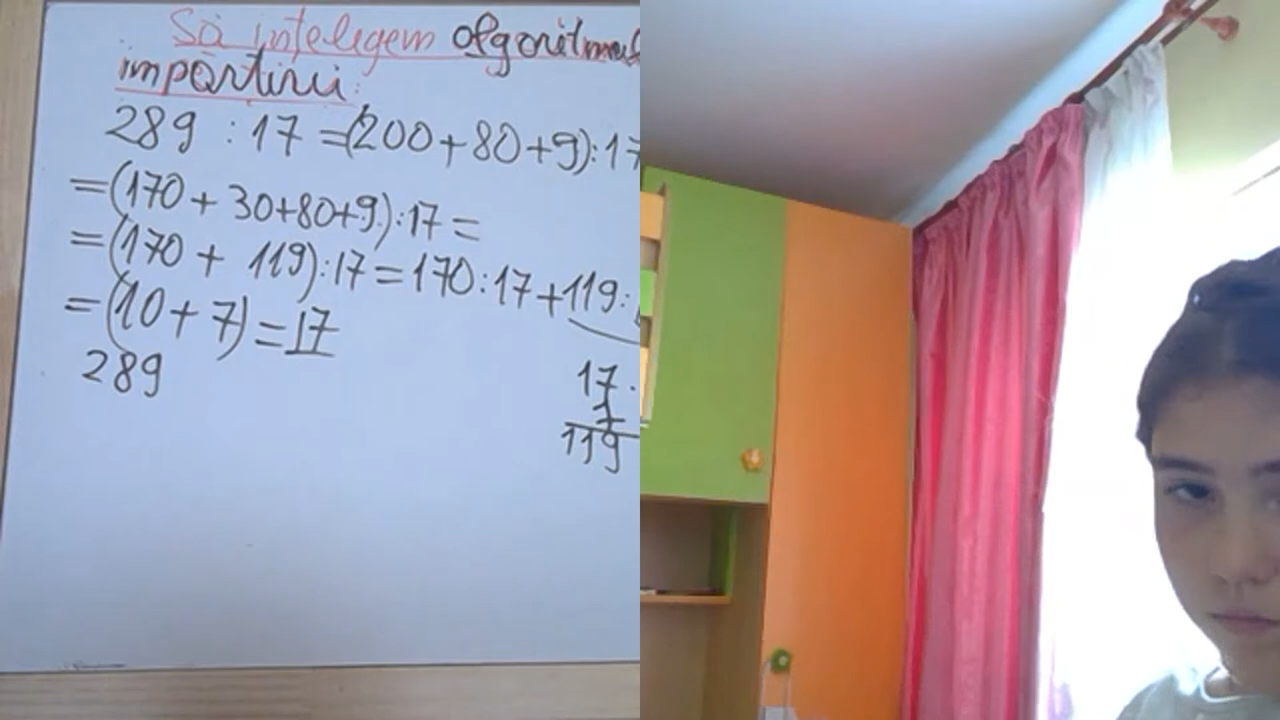 Să înțelegem algoritmul
împărțirii:
289 : 17 =(200+80+9):17
=(170 + 30+80+9):17 =
=(170 + 119):17 = 170:17+119:
=(10 + 7) = 17
289
17 ·
119